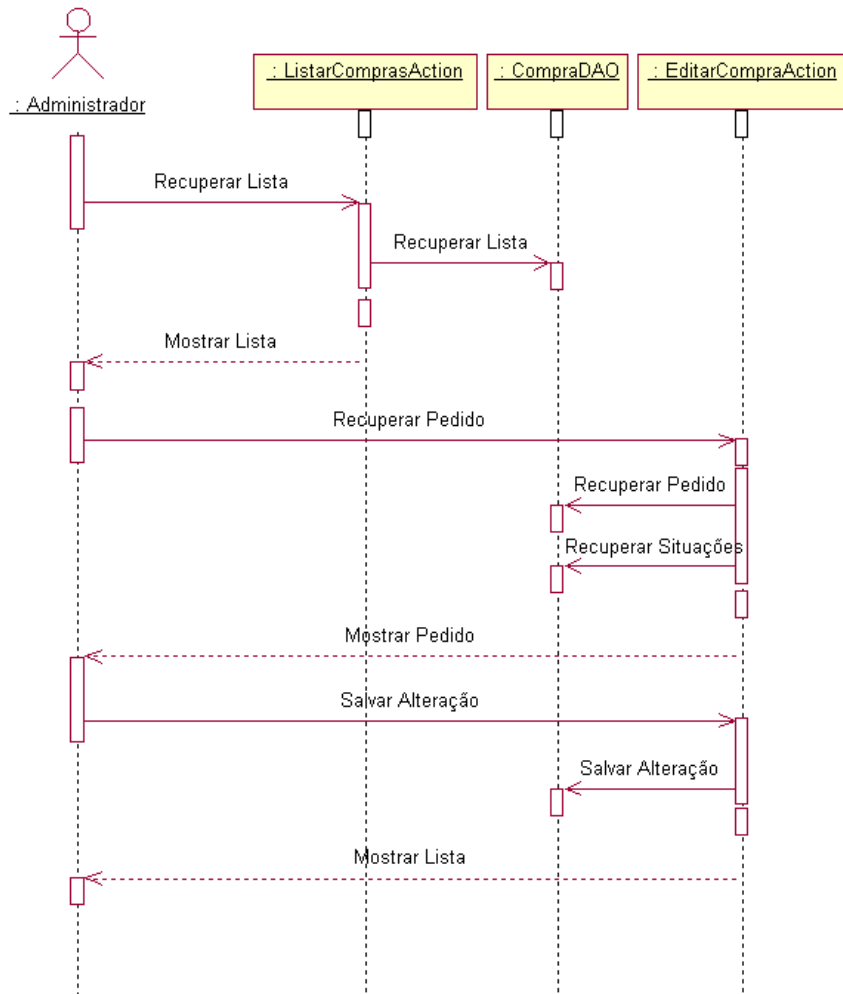 : Administrador
: ListarComprasAction
: CompraDAO
: EditarCompraAction
Recuperar Lista
Recuperar Lista
Mostrar Lista
Recuperar Pedido
Recuperar Pedido
Recuperar Situações
Mostrar Pedido
Salvar Alteração
Salvar Alteração
Mostrar Lista